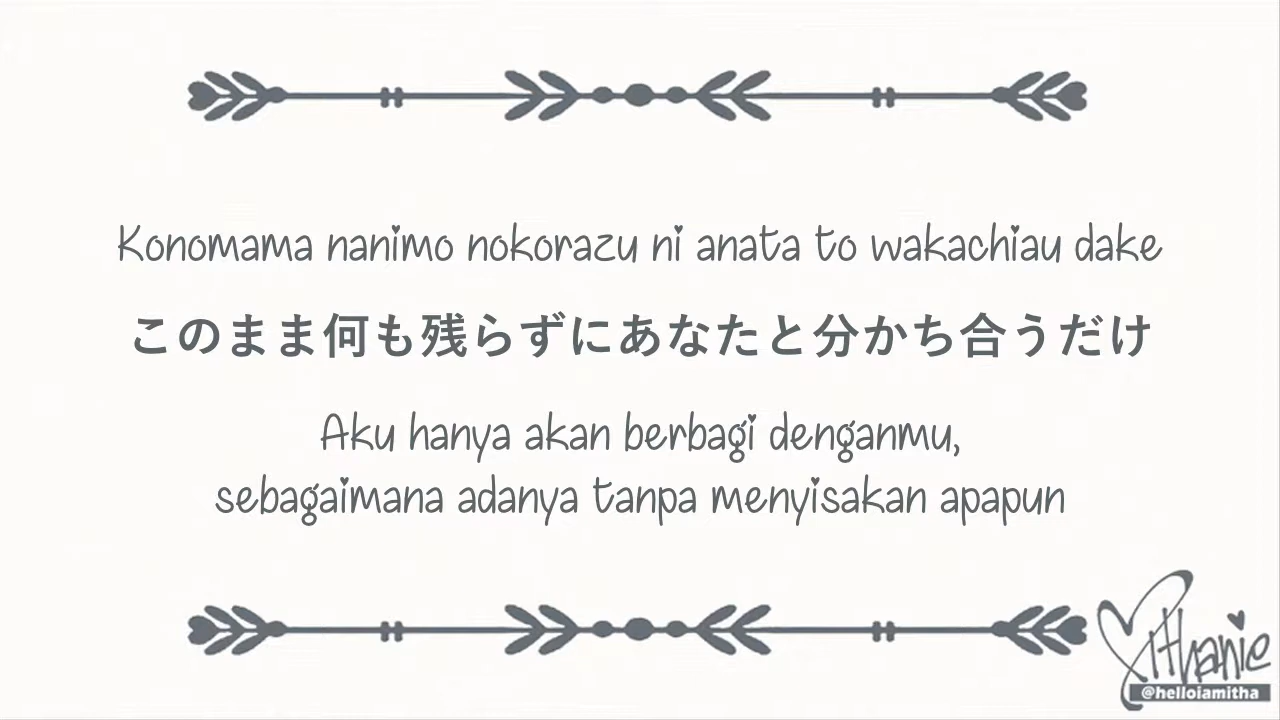 Konomama nanimo nokorazu ni anata to wakachiau dake
このまま何も残らずにあなたと分かち合うだけ
Aku hanya akan berbagi denganmu,
sebagaimana adanya tanpa menyisakan apapun
Mithanie
@helloiamitha